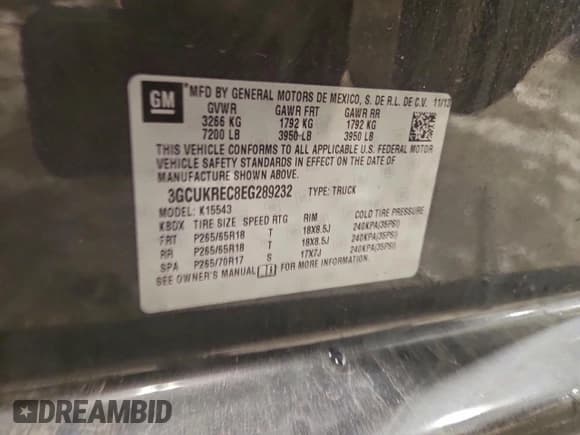 GM
*MFD BY GENERAL MOTORS DE MEXICO, S. DE R.L. DE C.V. 11/13
GVWR GAWR FRT GAWR RR
3266 KG 1792 KG 1792 KG
7200 LB 3950 LB 3950 LB
THIS VEHICLE CONFORMS TO ALL APPLICABLE U.S. FEDERAL MOTOR
VEHICLE SAFETY STANDARDS IN EFFECT ON THE DATE OF
MANUFACTURE SHOWN ABOVE.
3GCUKREC8EG289232 TYPE: TRUCK
MODEL: K15543
KBDX TIRE SIZE SPEED RTG RIM COLD TIRE PRESSURE
FRT P265/65R18 T 18X8.5J 240KPA(35PSI)
RR P265/65R18 T 18X8.5J 240KPA(35PSI)
SPA P265/70R17 S 17X7J 240KPA(35PSI)
SEE OWNER'S MANUAL FOR MORE INFORMATION.
DREAMBID